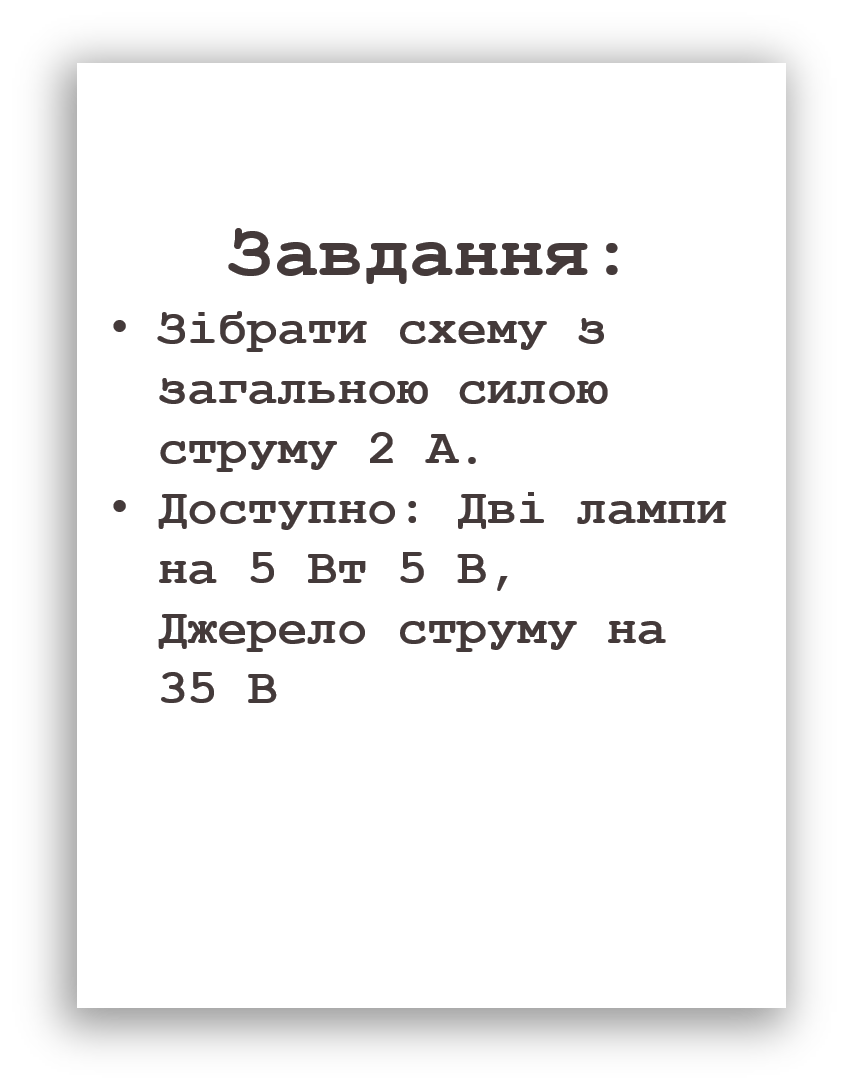 Завдання:
• Зібрати схему з
загальною силою
струму 2 А.
• Доступно: Дві лампи
на 5 Вт 5 В,
Джерело струму на
35 В